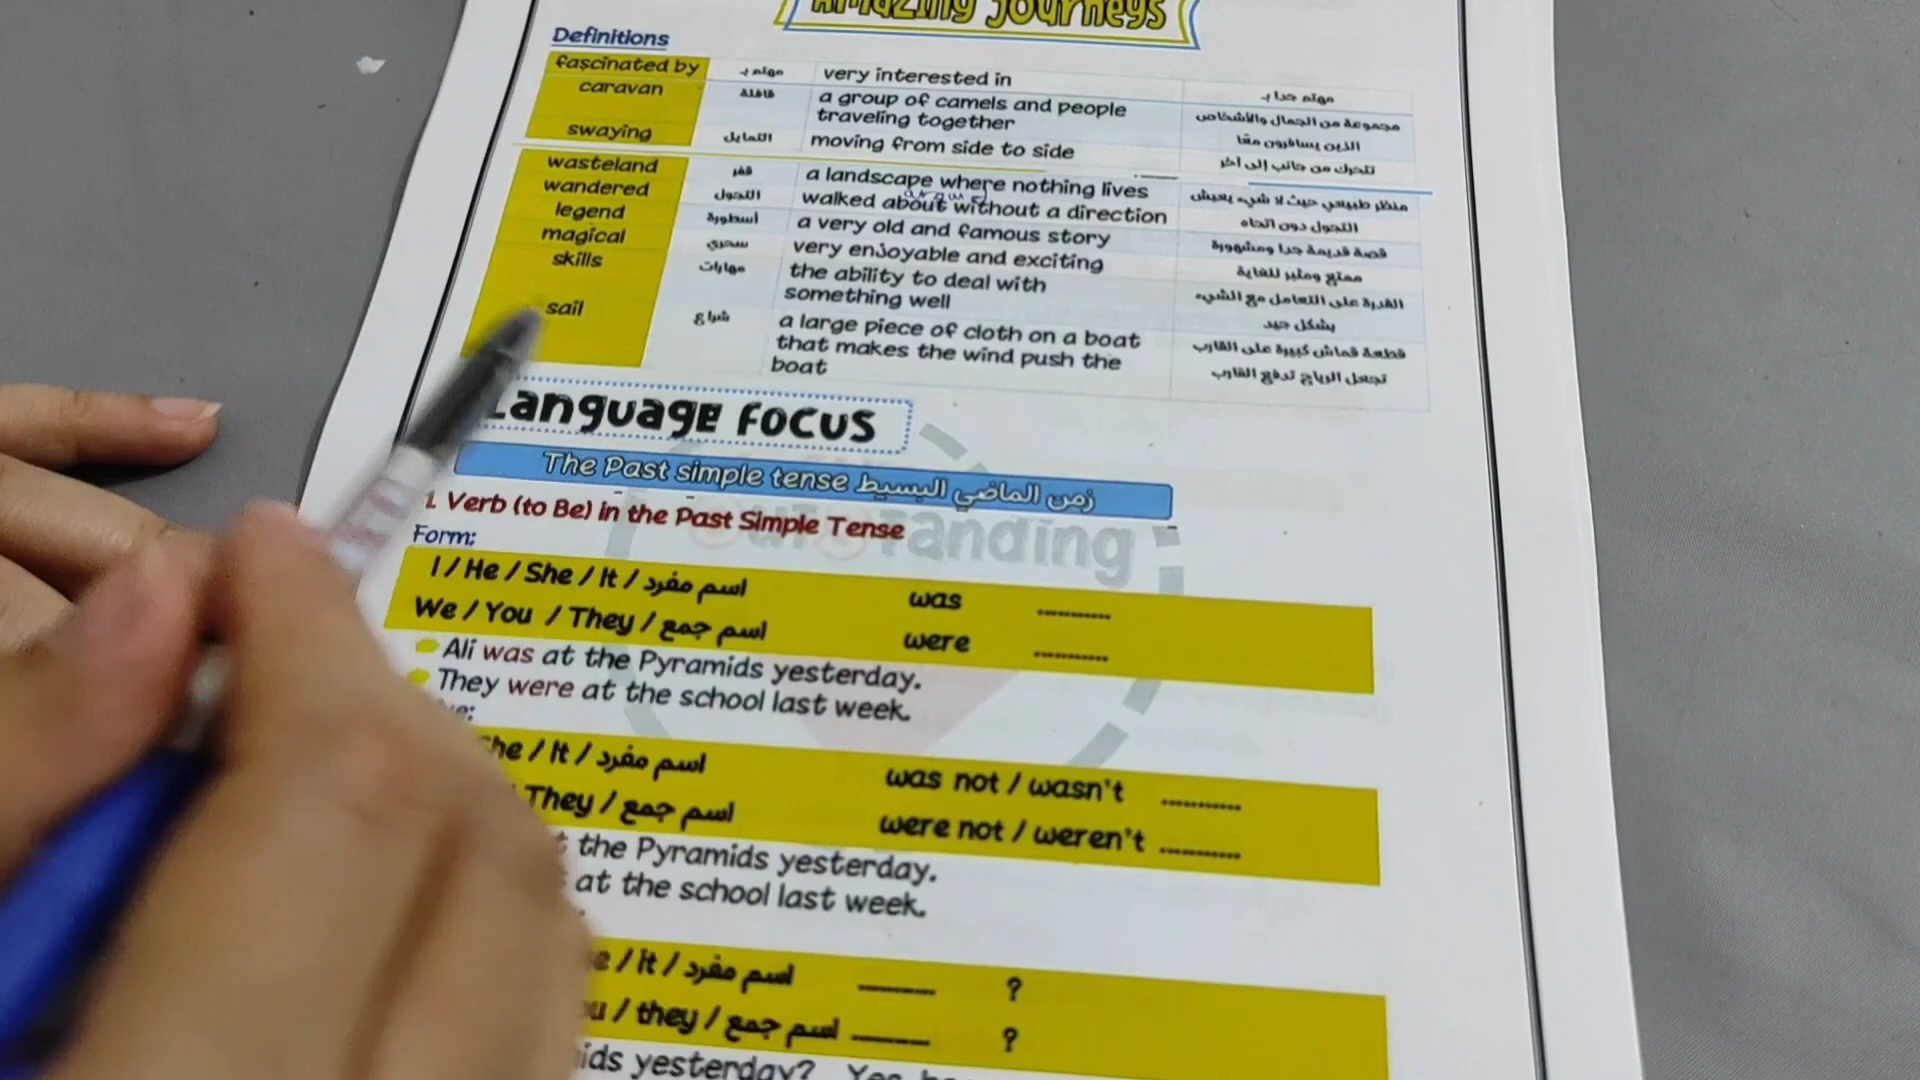 Amazing Journeys
Definitions
fascinated by مهتم بـ very interested in مهتم جدا بـ
caravan قافلة a group of camels and people مجموعة من الجمال والأشخاص
traveling together الذين يسافرون معًا
swaying التمايل moving from side to side تتحرك من جانب إلى آخر
wasteland قفر a landscape where nothing lives منظر طبيعي حيث لا شيء يعيش
wandered التجول walked about without a direction التجول دون اتجاه
legend أسطورة a very old and famous story قصة قديمة جدا ومشهورة
magical سحري very enjoyable and exciting ممتع ومثير للغاية
skills مهارات the ability to deal with القدرة على التعامل مع الشيء
something well بشكل جيد
sail شراع a large piece of cloth on a boat قطعة قماش كبيرة على القارب
that makes the wind push the تجعل الرياح تدفع القارب
boat
Language Focus
The Past simple tense زمن الماضي البسيط
1. Verb (to Be) in the Past Simple Tense
Form:
I / He / She / It / اسم مفرد was ...........
We / You / They / اسم جمع were ...........
Ali was at the Pyramids yesterday.
They were at the school last week.
She / It / اسم مفرد was not / wasn't ...........
They / اسم جمع were not / weren't ...........
the Pyramids yesterday.
at the school last week.
/ it / اسم مفرد ........... ?
/ they / اسم جمع ........... ?
yesterday?